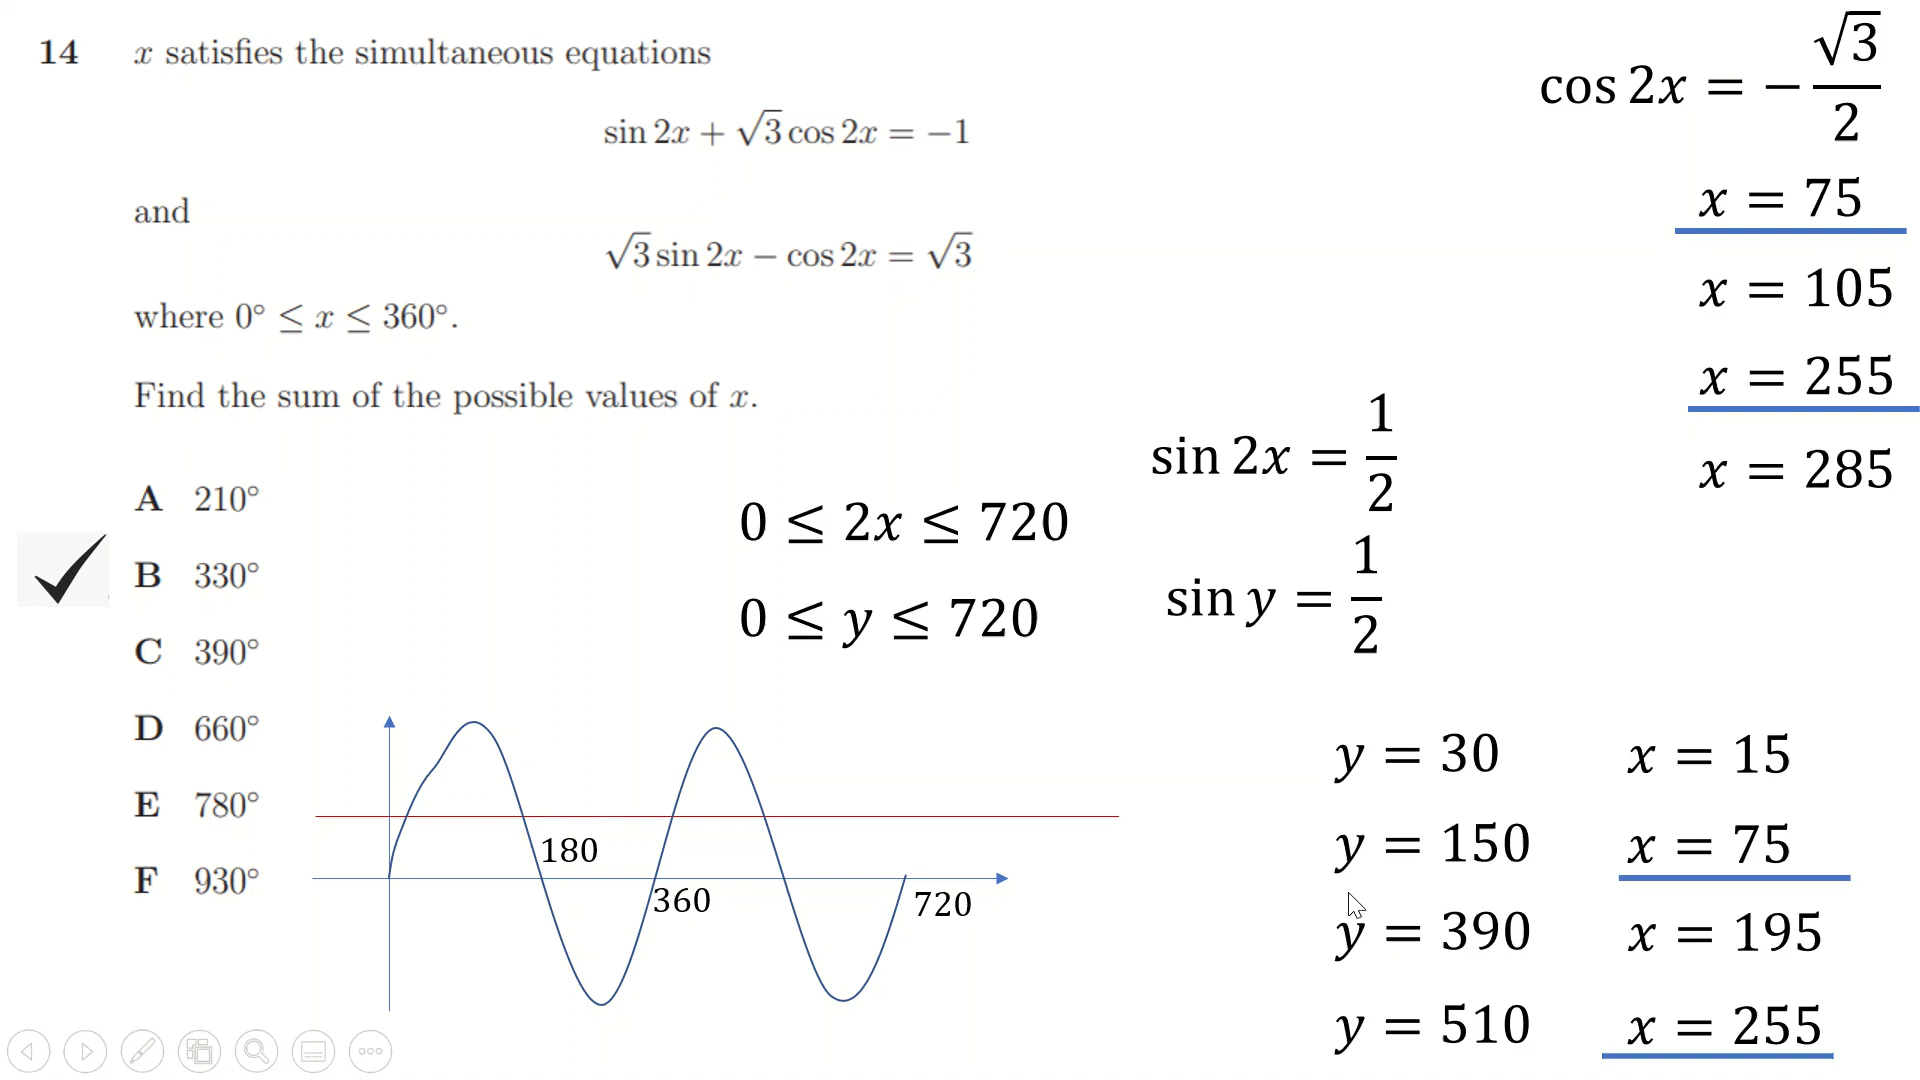 14 x satisfies the simultaneous equations
sin 2x + √3 cos 2x = −1
and
√3 sin 2x − cos 2x = √3
where 0° ≤ x ≤ 360°.
Find the sum of the possible values of x.
A 210°
B 330°
C 390°
D 660°
E 780°
F 930°
0 ≤ 2x ≤ 720
0 ≤ y ≤ 720
180
360
720
sin 2x = 1/2
sin y = 1/2
y = 30 x = 15
y = 150 x = 75
y = 390 x = 195
y = 510 x = 255
cos 2x = −√3/2
x = 75
x = 105
x = 255
x = 285